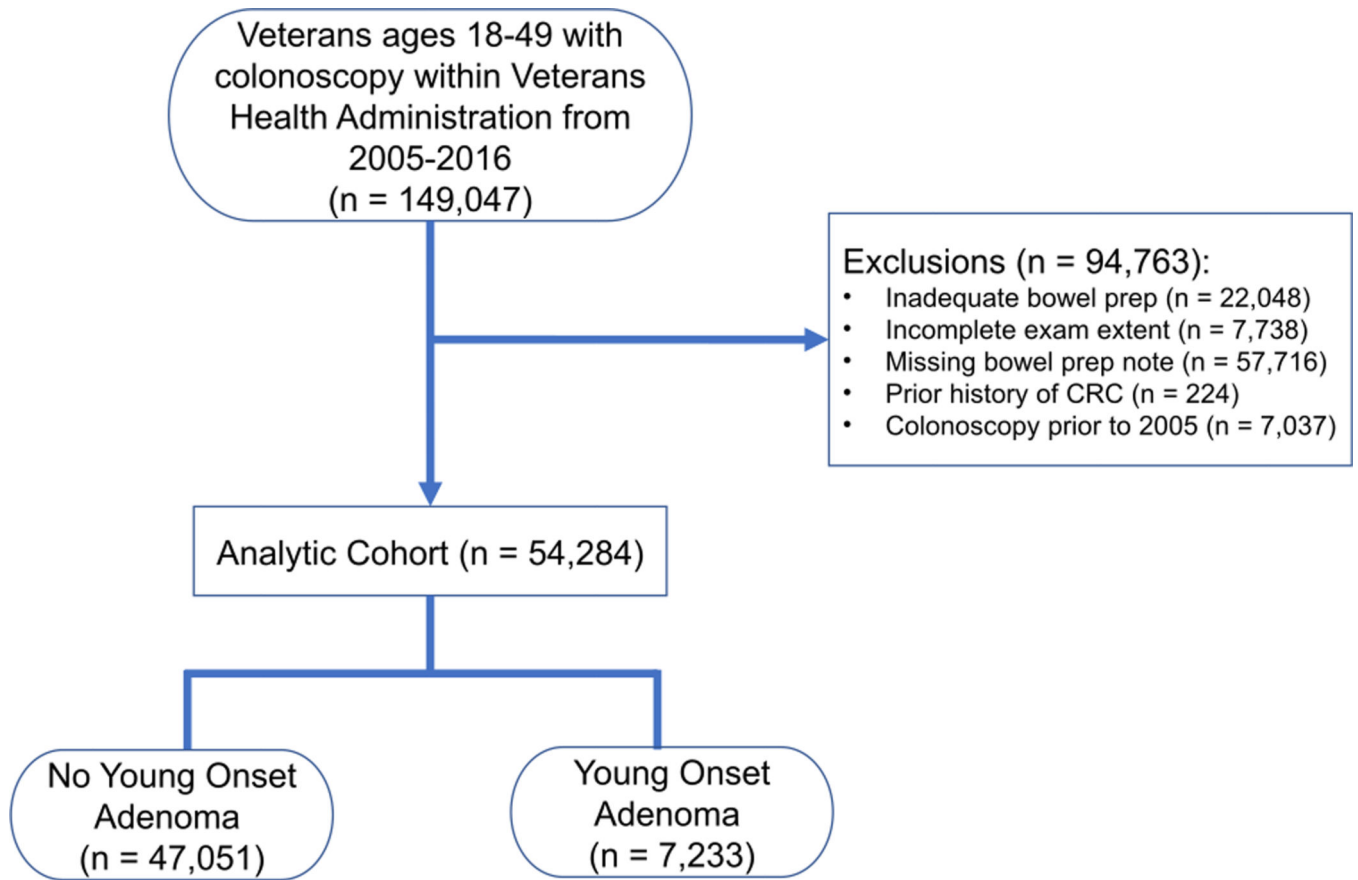 Veterans ages 18-49 with
colonoscopy within Veterans
Health Administration from
2005-2016
(n = 149,047)
Exclusions (n = 94,763):
• Inadequate bowel prep (n = 22,048)
• Incomplete exam extent (n = 7,738)
• Missing bowel prep note (n = 57,716)
• Prior history of CRC (n = 224)
• Colonoscopy prior to 2005 (n = 7,037)
Analytic Cohort (n = 54,284)
No Young Onset
Adenoma
(n = 47,051)
Young Onset
Adenoma
(n = 7,233)